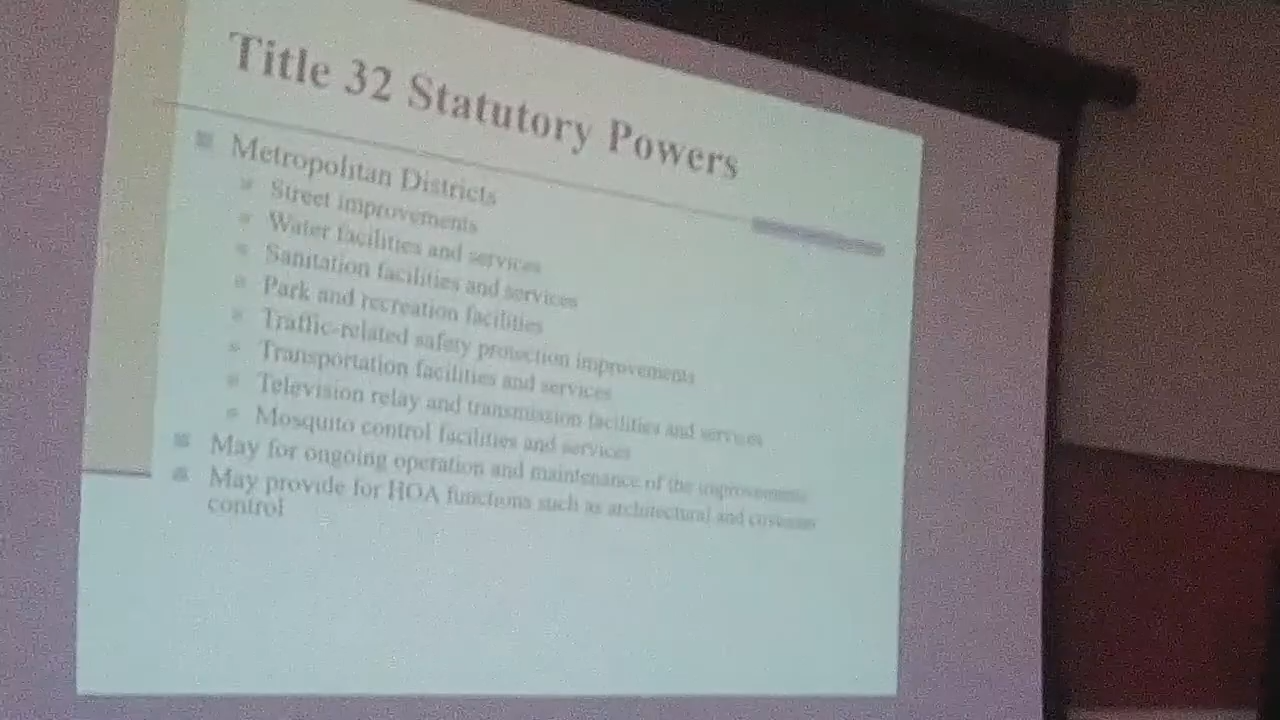 Title 32 Statutory Powers
Metropolitan Districts
Street improvements
Water facilities and services
Sanitation facilities and services
Park and recreation facilities
Traffic-related safety protection improvements
Transportation facilities and services
Television relay and transmission facilities and services
Mosquito control facilities and services
May for ongoing operation and maintenance of the improvements
May provide for HOA functions such as architectural and covenant
control